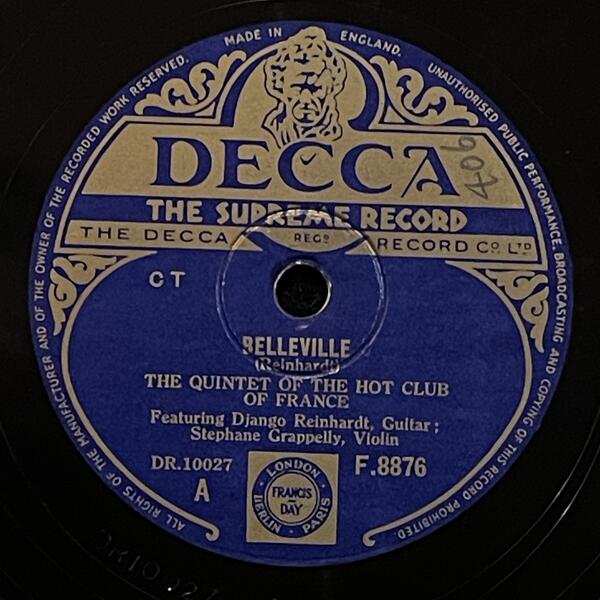 MADE IN ENGLAND.
ALL RIGHTS OF THE MANUFACTURER AND OF THE OWNER OF THE RECORDED WORK RESERVED.
UNAUTHORISED PUBLIC PERFORMANCE, BROADCASTING AND COPYING OF THIS RECORD PROHIBITED.
DECCA
406
THE SUPREME RECORD
THE DECCA REGD RECORD CO LTD
CT
BELLEVILLE
(Reinhardt)
THE QUINTET OF THE HOT CLUB
OF FRANCE
Featuring Django Reinhardt, Guitar;
Stephane Grappelly, Violin
DR.10027 F.8876
A
LONDON
FRANCIS
DAY
BERLIN PARIS